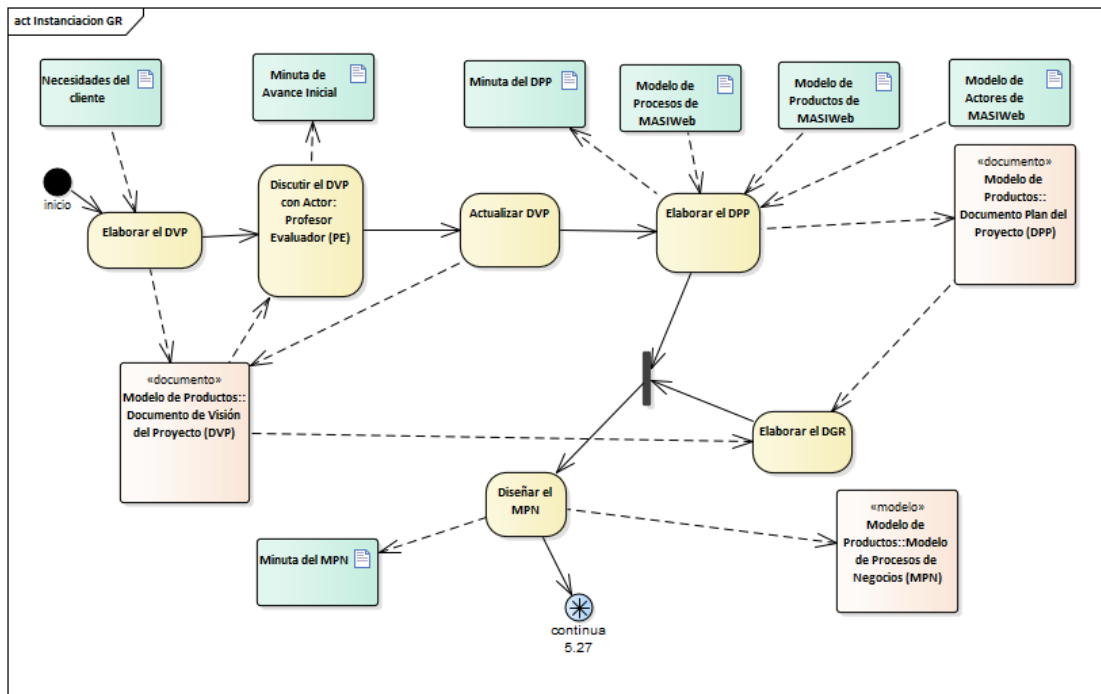 act Instanciacion GR
Necesidades del
cliente
Minuta de
Avance Inicial
Minuta del DPP
Modelo de
Procesos de
MASIWeb
Modelo de
Productos de
MASIWeb
Modelo de
Actores de
MASIWeb
inicio
Elaborar el DVP
Discutir el DVP
con Actor:
Profesor
Evaluador (PE)
Actualizar DVP
Elaborar el DPP
«documento»
Modelo de
Productos::
Documento Plan del
Proyecto (DPP)
«documento»
Modelo de Productos::
Documento de Visión
del Proyecto (DVP)
Elaborar el DGR
Diseñar el
MPN
«modelo»
Modelo de
Productos::Modelo
de Procesos de
Negocios (MPN)
Minuta del MPN
continua
5.27